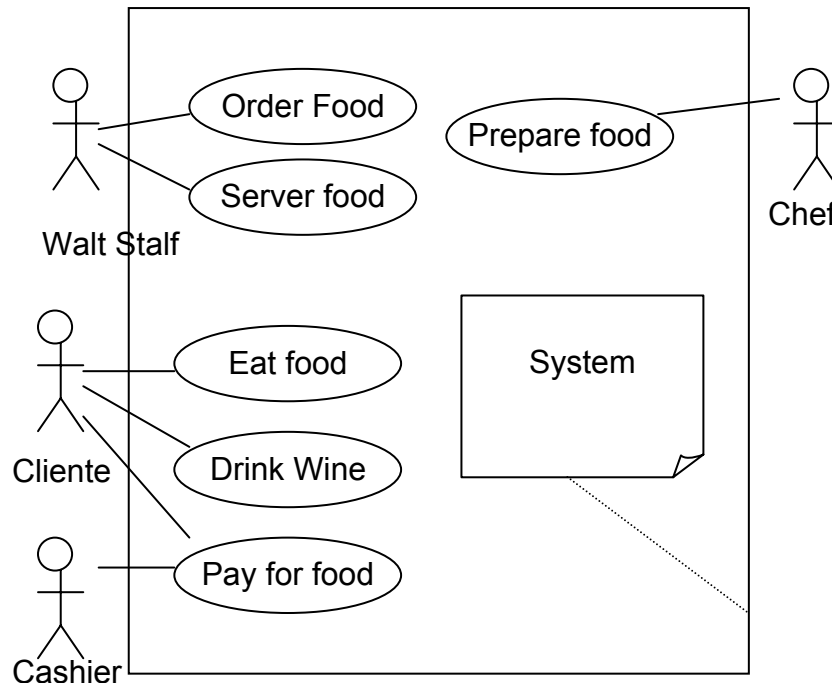 Order Food
Prepare food
Server food
Chef
Walt Stalf
Eat food
System
Drink Wine
Cliente
Pay for food
Cashier